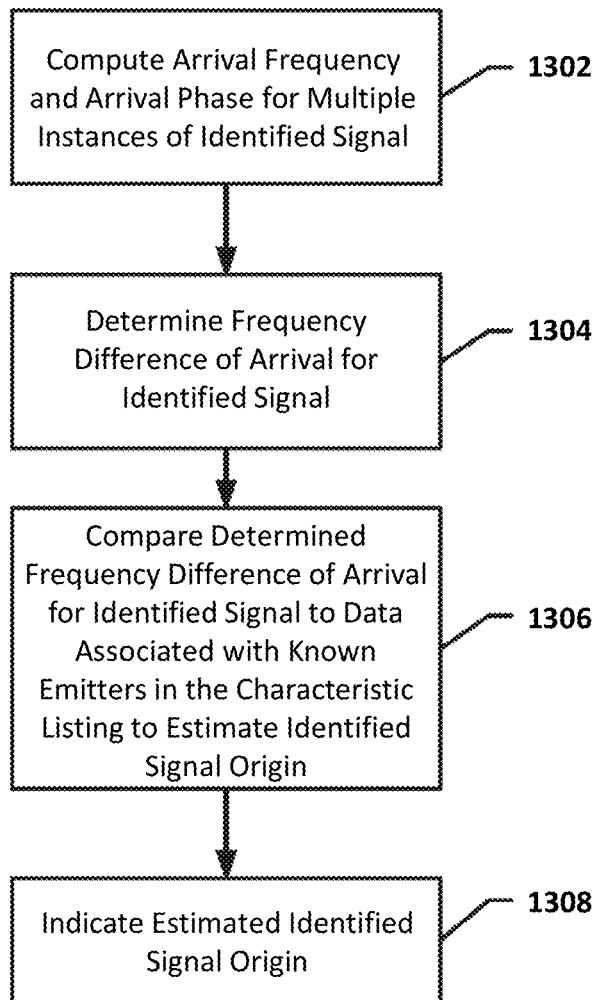 Compute Arrival Frequency
and Arrival Phase for Multiple
Instances of Identified Signal
1302
Determine Frequency
Difference of Arrival for
Identified Signal
1304
Compare Determined
Frequency Difference of Arrival
for Identified Signal to Data
Associated with Known
Emitters in the Characteristic
Listing to Estimate Identified
Signal Origin
1306
Indicate Estimated Identified
Signal Origin
1308